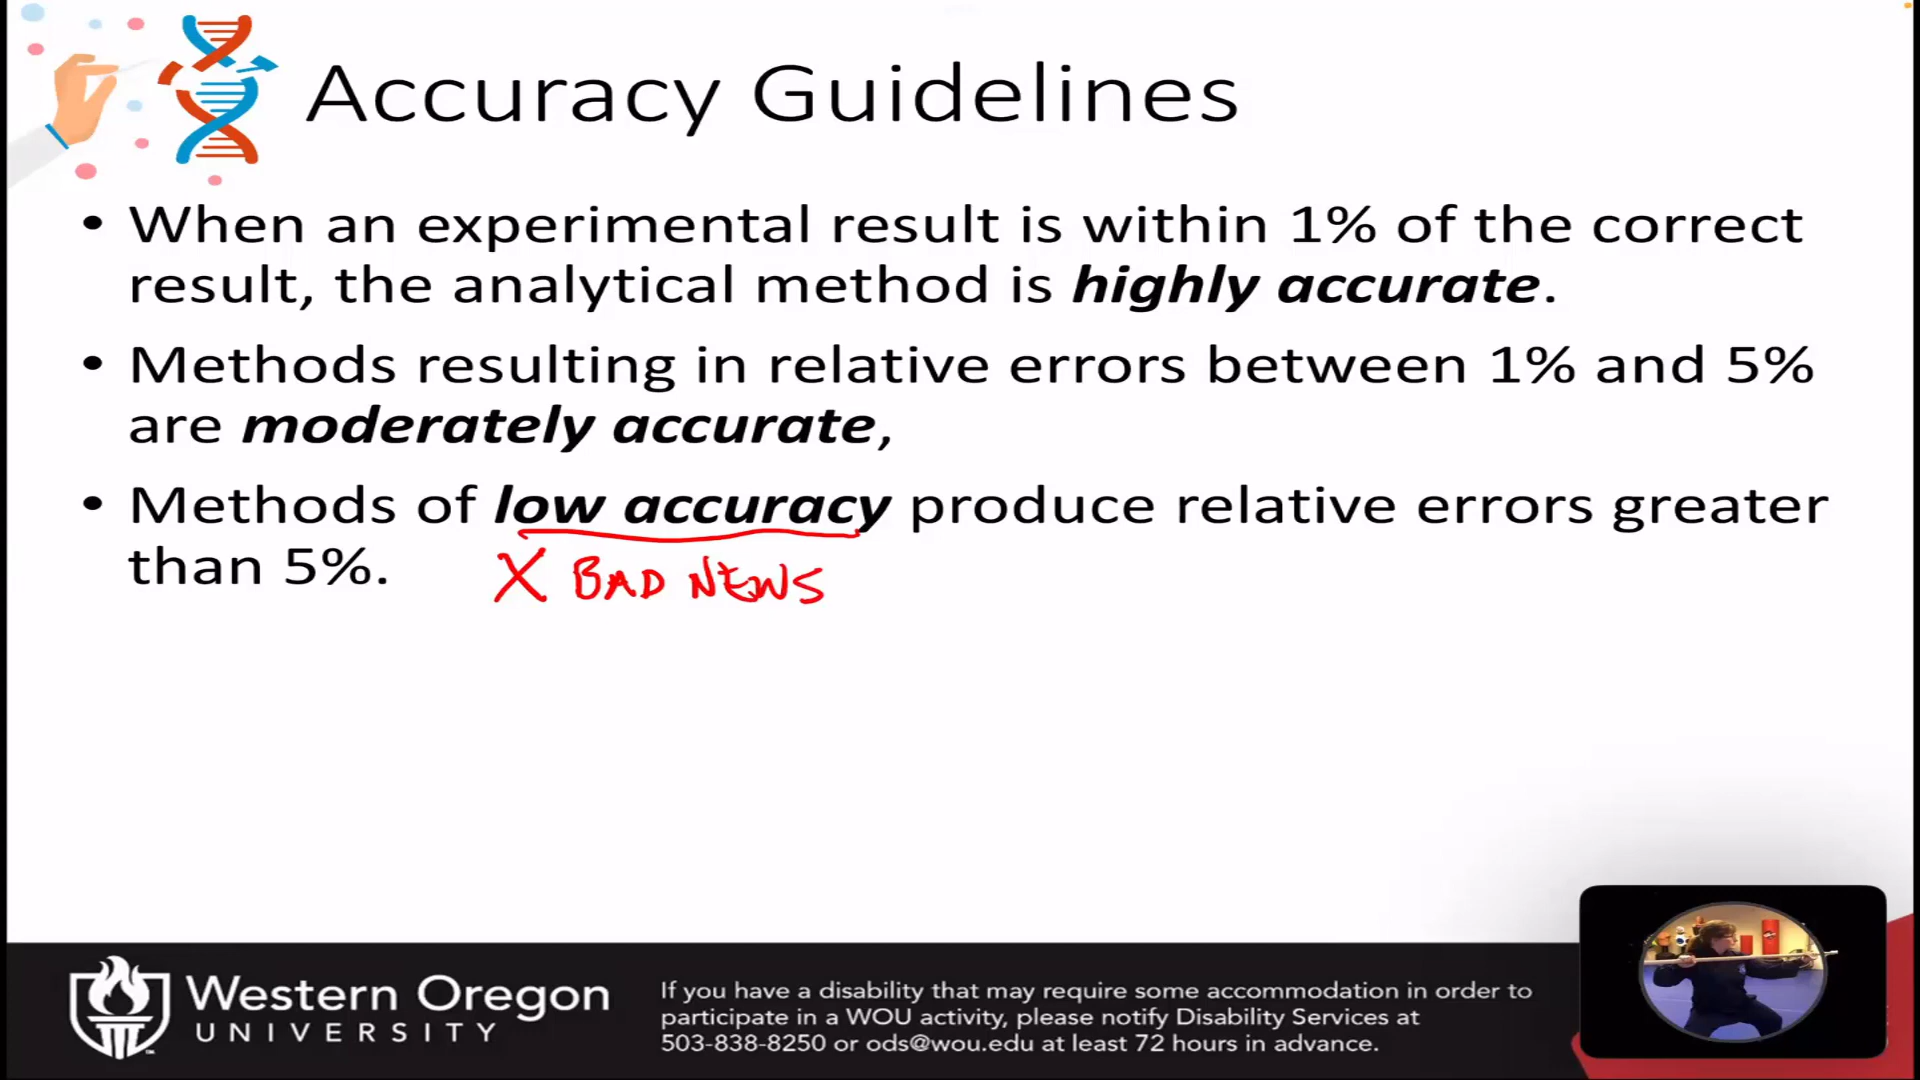 Accuracy Guidelines
• When an experimental result is within 1% of the correct
result, the analytical method is highly accurate.
• Methods resulting in relative errors between 1% and 5%
are moderately accurate,
• Methods of low accuracy produce relative errors greater
than 5%.
X BAD NEWS
Western Oregon
UNIVERSITY
If you have a disability that may require some accommodation in order to
participate in a WOU activity, please notify Disability Services at
503-838-8250 or ods@wou.edu at least 72 hours in advance.